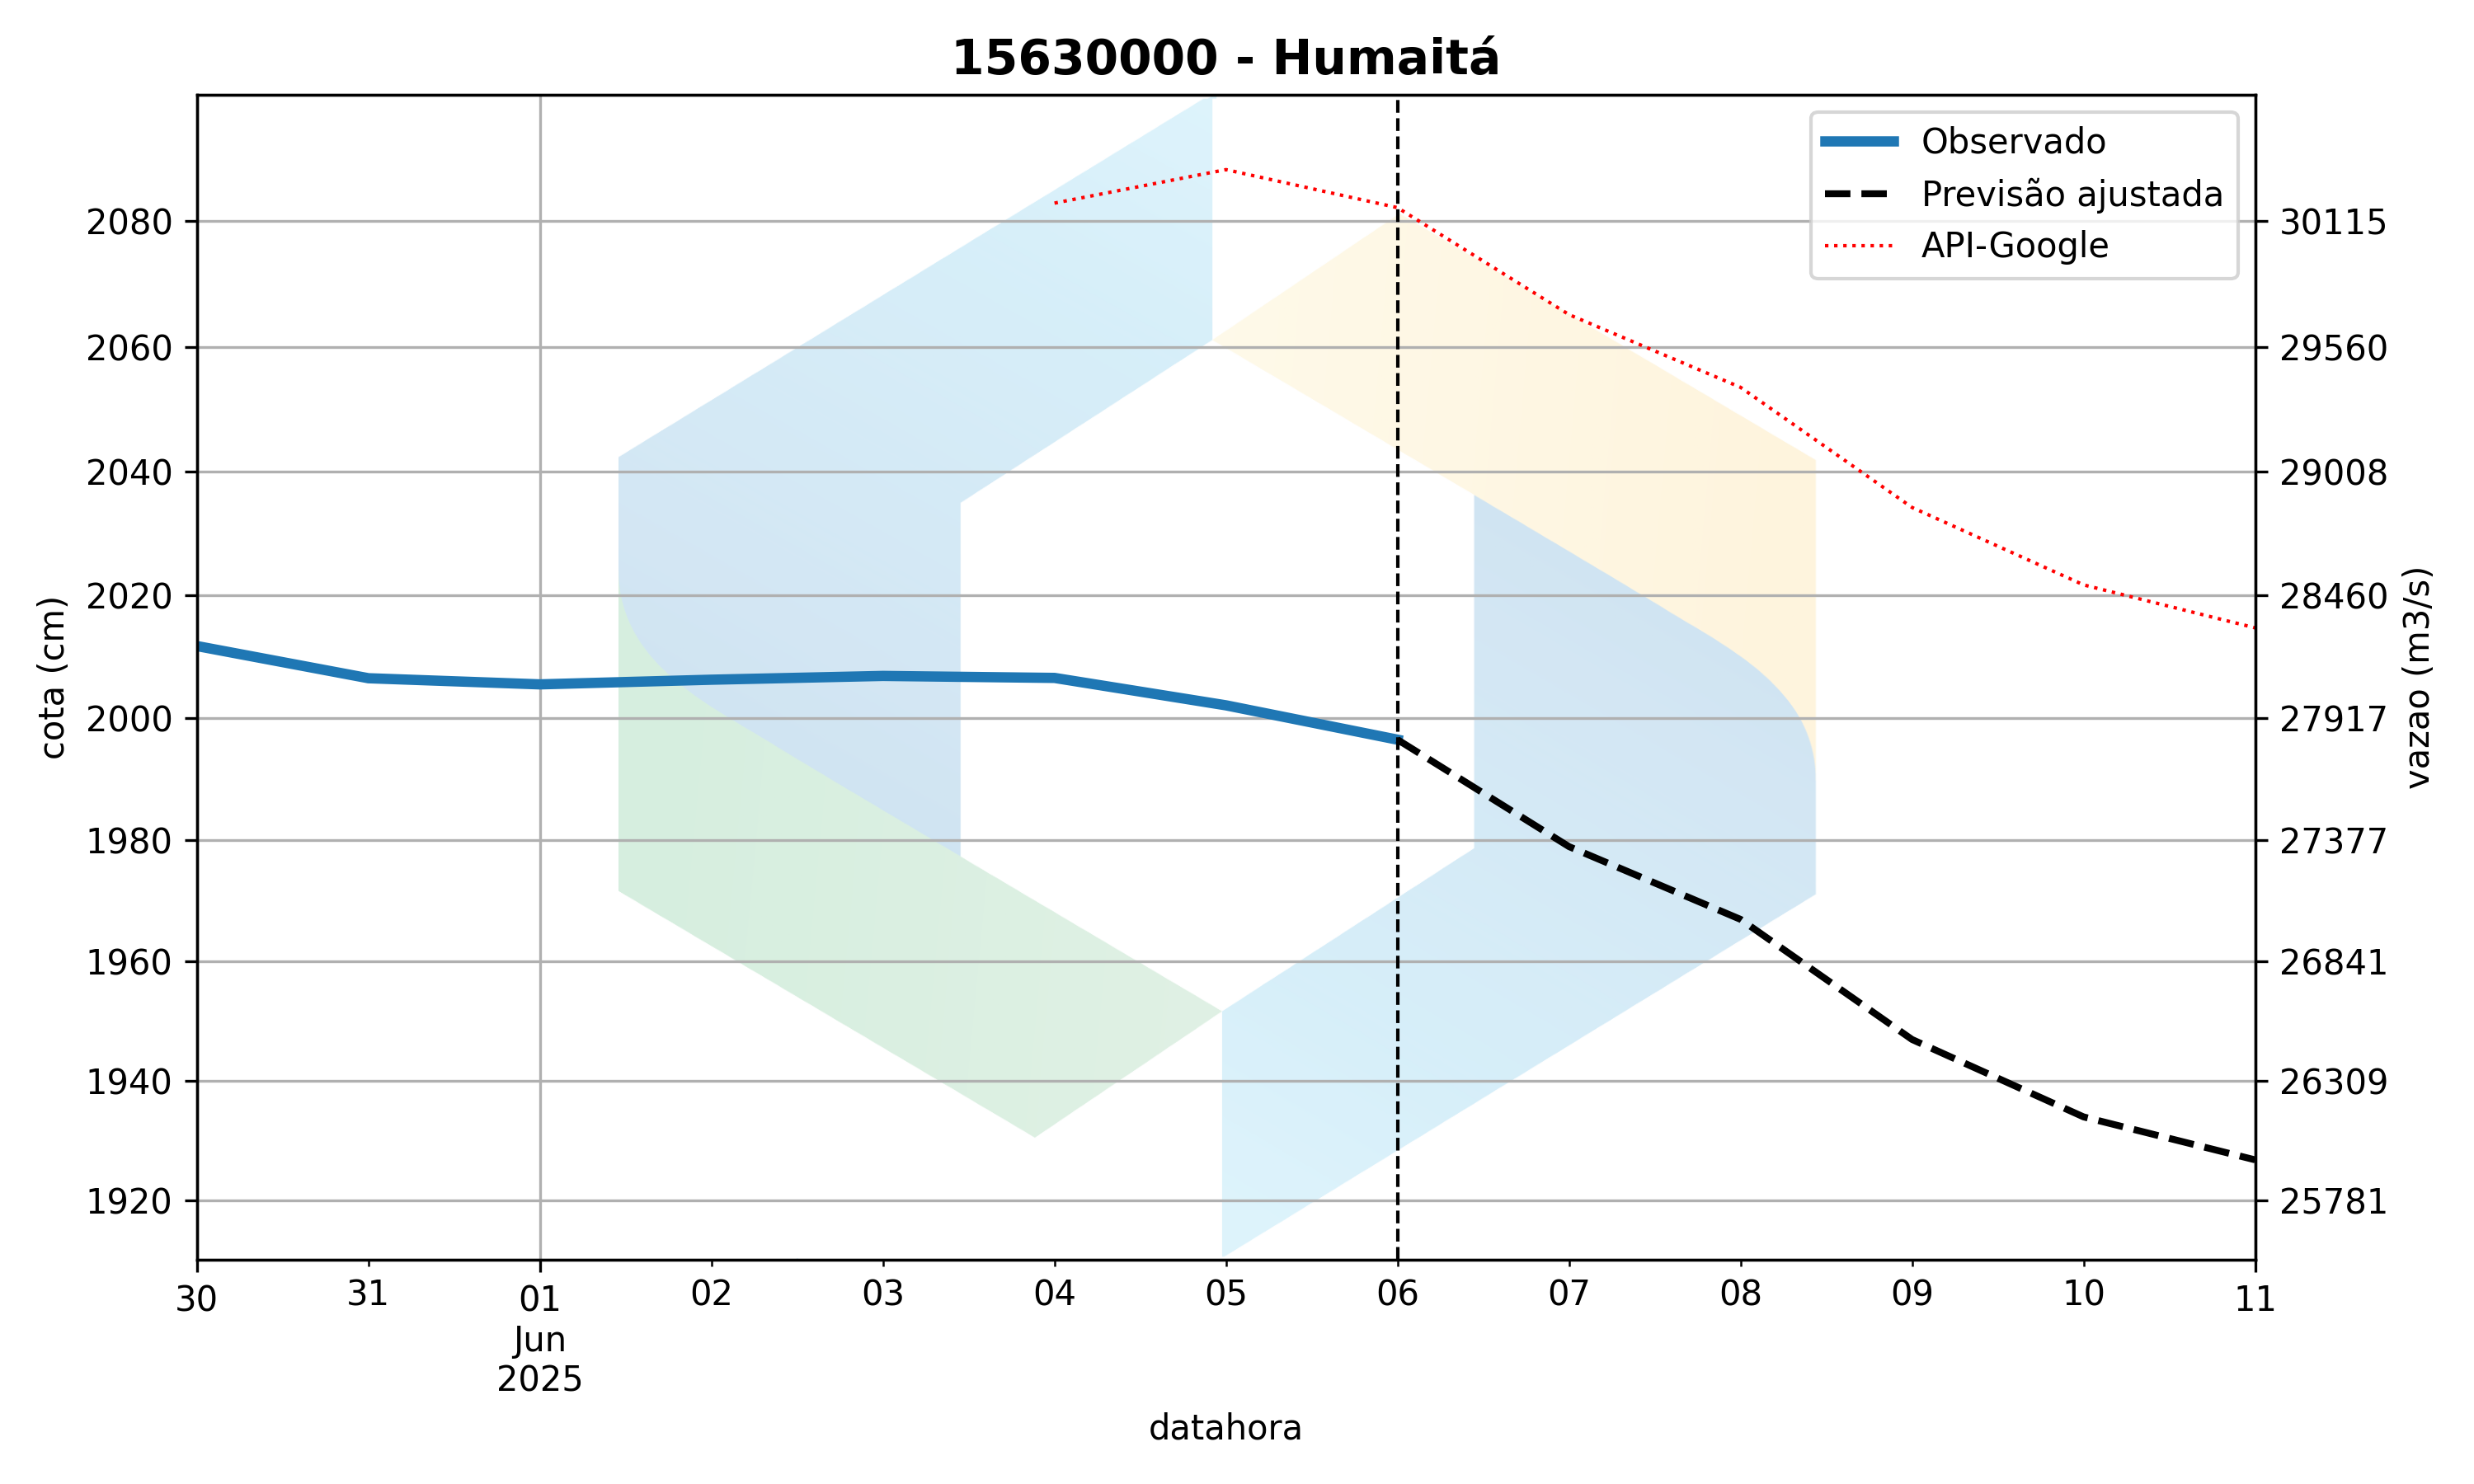 15630000 - Humaitá
Observado
Previsão ajustada
API-Google
2080
2060
2040
2020
2000
1980
1960
1940
1920
cota (cm)
30115
29560
29008
28460
27917
27377
26841
26309
25781
vazao (m3/s)
30 31 01 02 03 04 05 06 07 08 09 10 11
Jun
2025
datahora